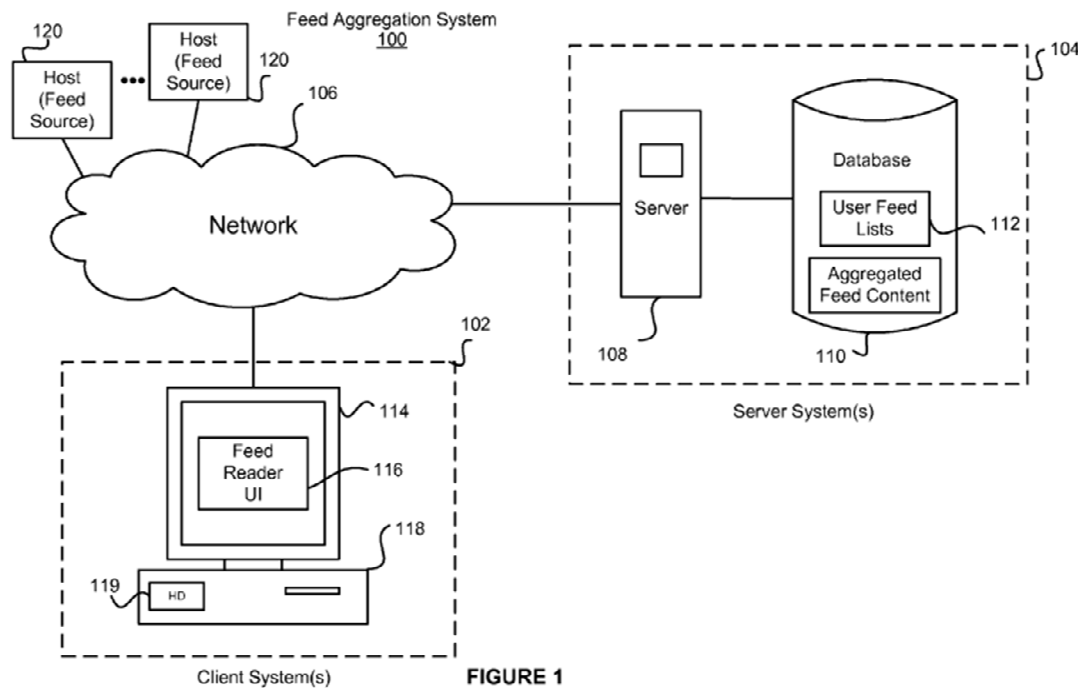 Feed Aggregation System
100
120
Host
(Feed
Source)
•••
Host
(Feed
Source)
120
106
Network
104
Server
108
Database
User Feed
Lists
112
Aggregated
Feed Content
110
Server System(s)
102
114
Feed
Reader
UI
116
118
119
HD
Client System(s)
FIGURE 1